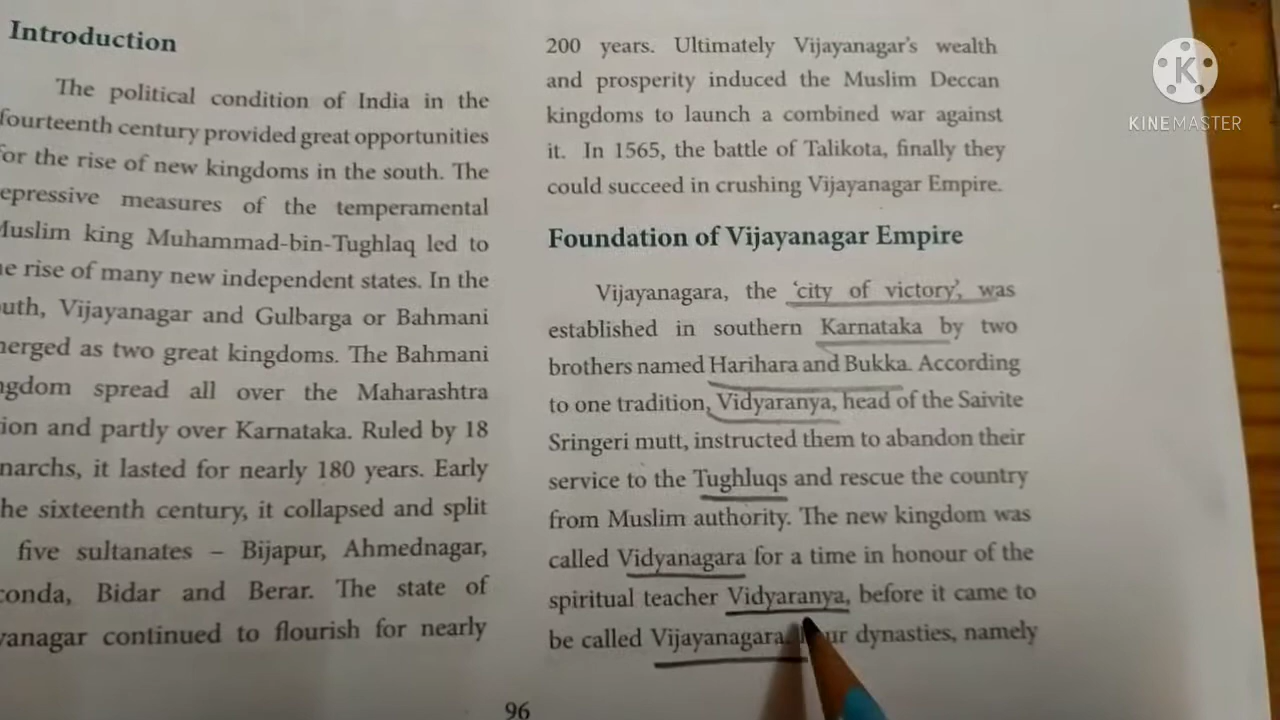 Introduction
The political condition of India in the
fourteenth century provided great opportunities
for the rise of new kingdoms in the south. The
epressive measures of the temperamental
Muslim king Muhammad-bin-Tughlaq led to
e rise of many new independent states. In the
uth, Vijayanagar and Gulbarga or Bahmani
nerged as two great kingdoms. The Bahmani
ngdom spread all over the Maharashtra
ion and partly over Karnataka. Ruled by 18
narchs, it lasted for nearly 180 years. Early
he sixteenth century, it collapsed and split
five sultanates – Bijapur, Ahmednagar,
conda, Bidar and Berar. The state of
yanagar continued to flourish for nearly
200 years. Ultimately Vijayanagar's wealth
and prosperity induced the Muslim Deccan
kingdoms to launch a combined war against
it. In 1565, the battle of Talikota, finally they
could succeed in crushing Vijayanagar Empire.
Foundation of Vijayanagar Empire
Vijayanagara, the 'city of victory', was
established in southern Karnataka by two
brothers named Harihara and Bukka. According
to one tradition, Vidyaranya, head of the Saivite
Sringeri mutt, instructed them to abandon their
service to the Tughluqs and rescue the country
from Muslim authority. The new kingdom was
called Vidyanagara for a time in honour of the
spiritual teacher Vidyaranya, before it came to
be called Vijayanagara. ur dynasties, namely
96
K
KINEMASTER